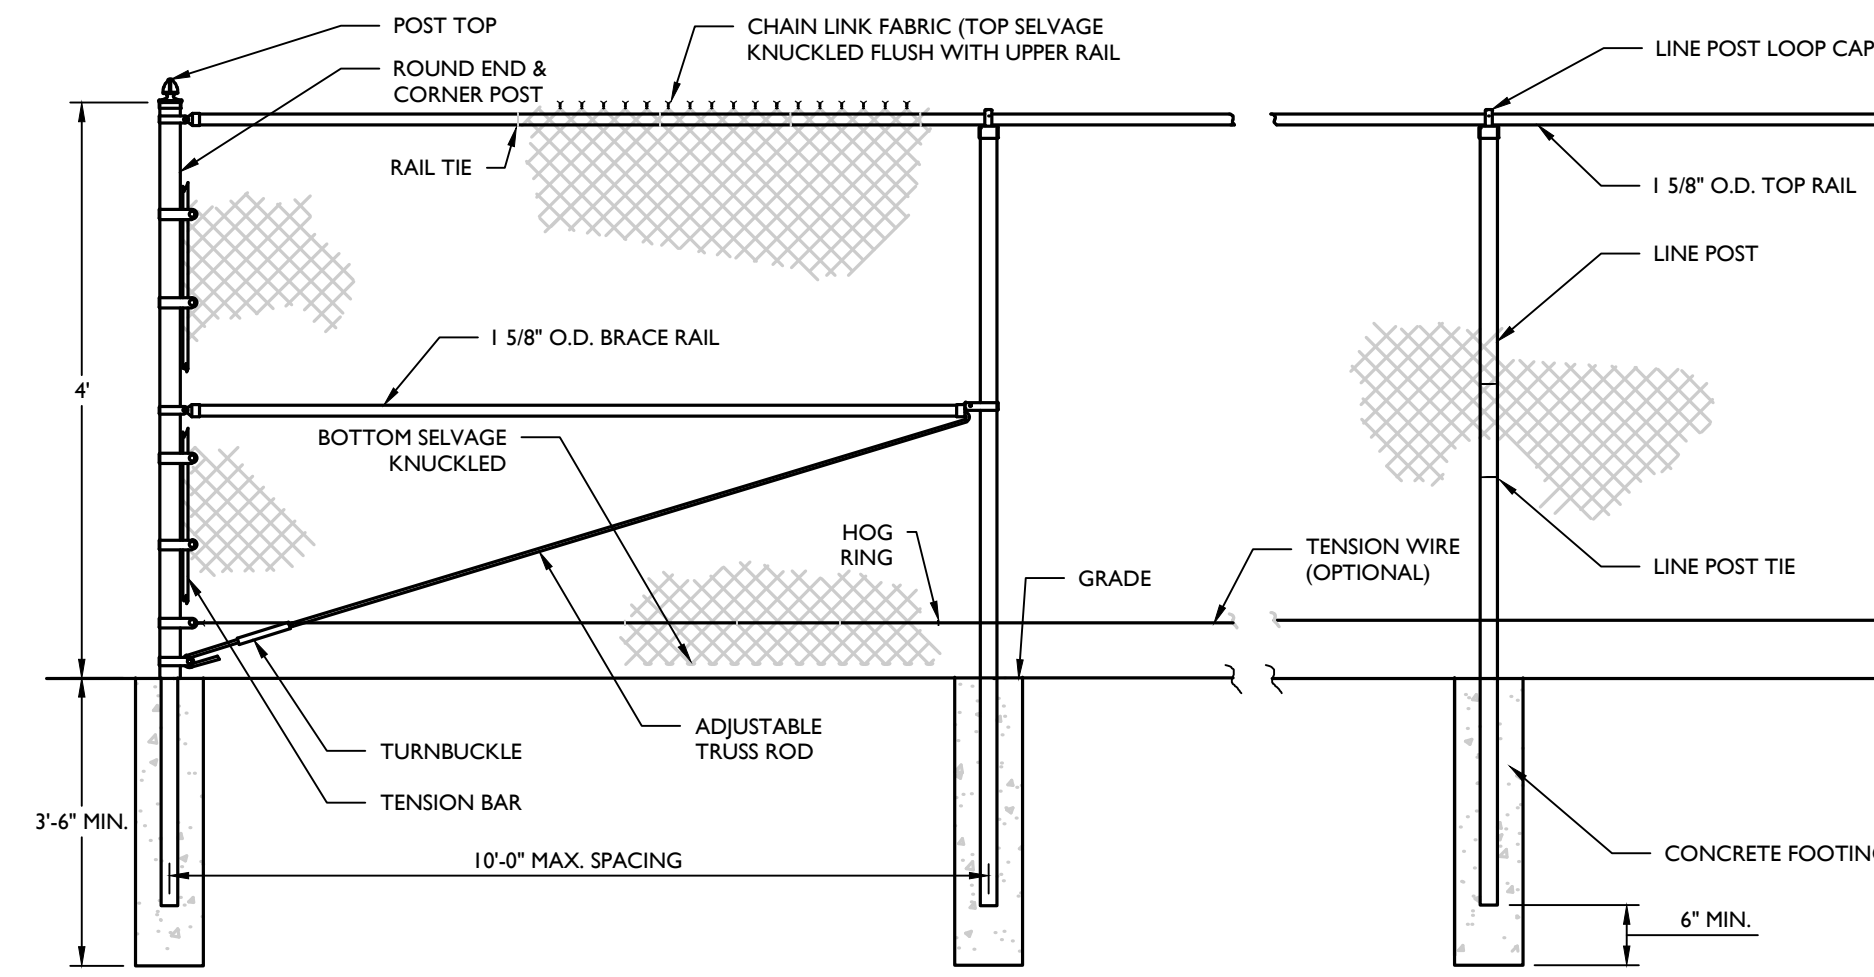 POST TOP
CHAIN LINK FABRIC (TOP SELVAGE
KNUCKLED FLUSH WITH UPPER RAIL
LINE POST LOOP CAP
ROUND END &
CORNER POST
RAIL TIE
1 5/8" O.D. TOP RAIL
LINE POST
1 5/8" O.D. BRACE RAIL
4'
BOTTOM SELVAGE
KNUCKLED
HOG
RING
TENSION WIRE
(OPTIONAL)
GRADE
LINE POST TIE
ADJUSTABLE
TRUSS ROD
TURNBUCKLE
TENSION BAR
3'-6" MIN.
10'-0" MAX. SPACING
CONCRETE FOOTING
6" MIN.